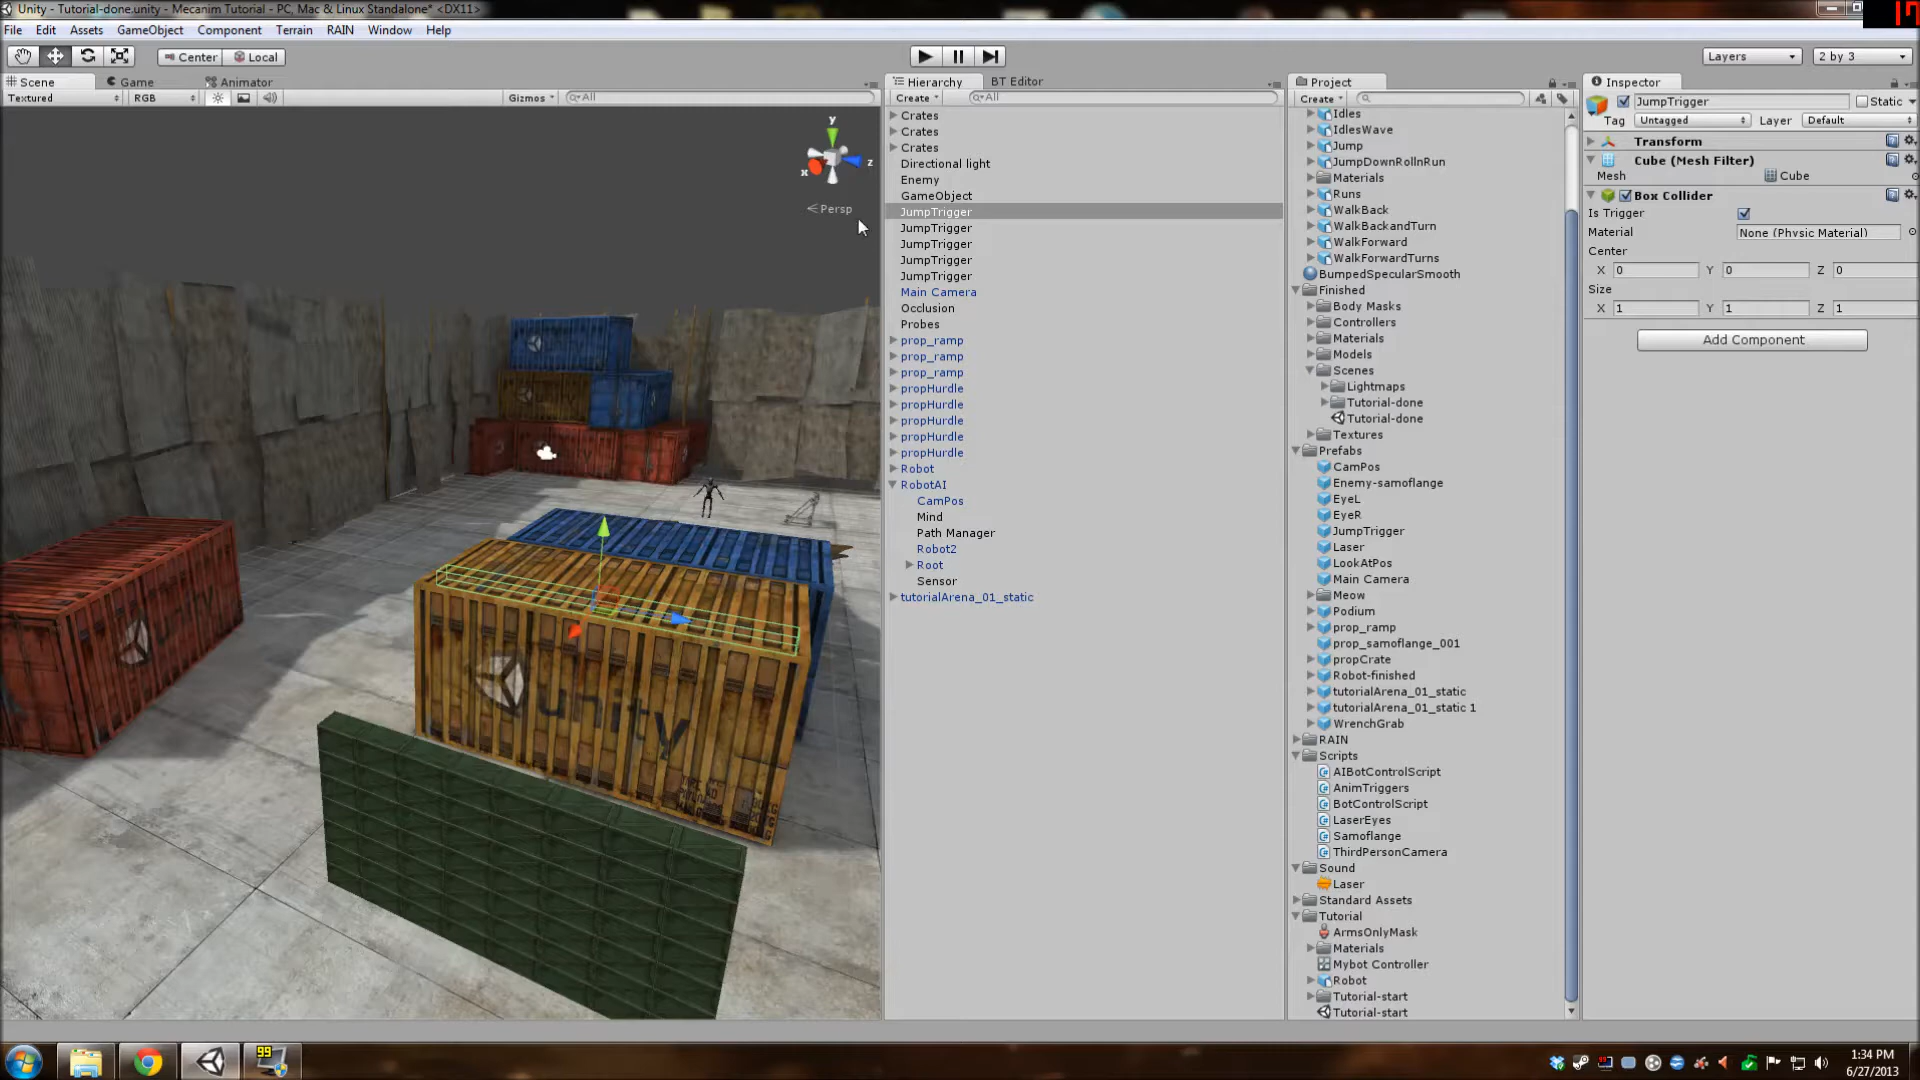 Unity - Tutorial-done.unity - Mecanim Tutorial - PC, Mac & Linux Standalone* <DX11>
File Edit Assets GameObject Component Terrain RAIN Window Help
Center Local
Layers 2 by 3
Scene Game Animator
Textured RGB Gizmos All
y
z
x
Persp
unity
unity
Hierarchy BT Editor
Create All
Crates
Crates
Crates
Directional light
Enemy
GameObject
JumpTrigger
JumpTrigger
JumpTrigger
JumpTrigger
JumpTrigger
Main Camera
Occlusion
Probes
prop_ramp
prop_ramp
prop_ramp
propHurdle
propHurdle
propHurdle
propHurdle
propHurdle
Robot
RobotAI
CamPos
Mind
Path Manager
Robot2
Root
Sensor
tutorialArena_01_static
Project
Create
Idles
IdlesWave
Jump
JumpDownRollnRun
Materials
Runs
WalkBack
WalkBackandTurn
WalkForward
WalkForwardTurns
BumpedSpecularSmooth
Finished
Body Masks
Controllers
Materials
Models
Scenes
Lightmaps
Tutorial-done
Tutorial-done
Textures
Prefabs
CamPos
Enemy-samoflange
EyeL
EyeR
JumpTrigger
Laser
LookAtPos
Main Camera
Meow
Podium
prop_ramp
prop_samoflange_001
propCrate
Robot-finished
tutorialArena_01_static
tutorialArena_01_static 1
WrenchGrab
RAIN
Scripts
AIBotControlScript
AnimTriggers
BotControlScript
LaserEyes
Samoflange
ThirdPersonCamera
Sound
Laser
Standard Assets
Tutorial
ArmsOnlyMask
Materials
Mybot Controller
Robot
Tutorial-start
Tutorial-start
Inspector
JumpTrigger Static
Tag Untagged Layer Default
Transform
Cube (Mesh Filter)
Mesh Cube
Box Collider
Is Trigger
Material None (Physic Material)
Center
X 0 Y 0 Z 0
Size
X 1 Y 1 Z 1
Add Component
99
1:34 PM
6/27/2013